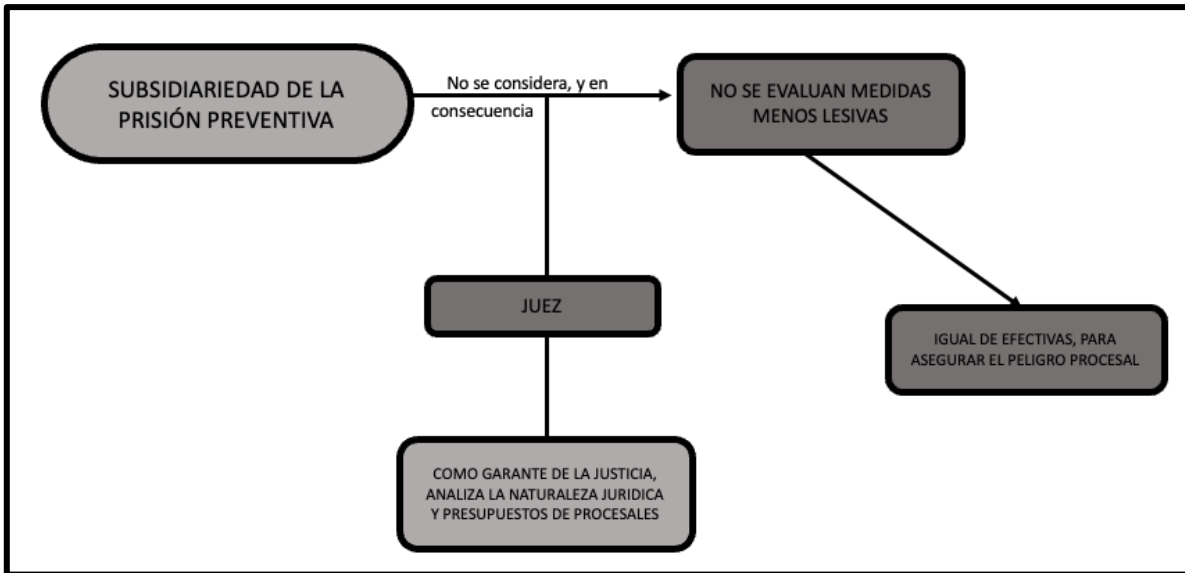 SUBSIDIARIEDAD DE LA
PRISIÓN PREVENTIVA
No se considera, y en
consecuencia
NO SE EVALUAN MEDIDAS
MENOS LESIVAS
JUEZ
IGUAL DE EFECTIVAS, PARA
ASEGURAR EL PELIGRO PROCESAL
COMO GARANTE DE LA JUSTICIA,
ANALIZA LA NATURALEZA JURIDICA
Y PRESUPUESTOS DE PROCESALES